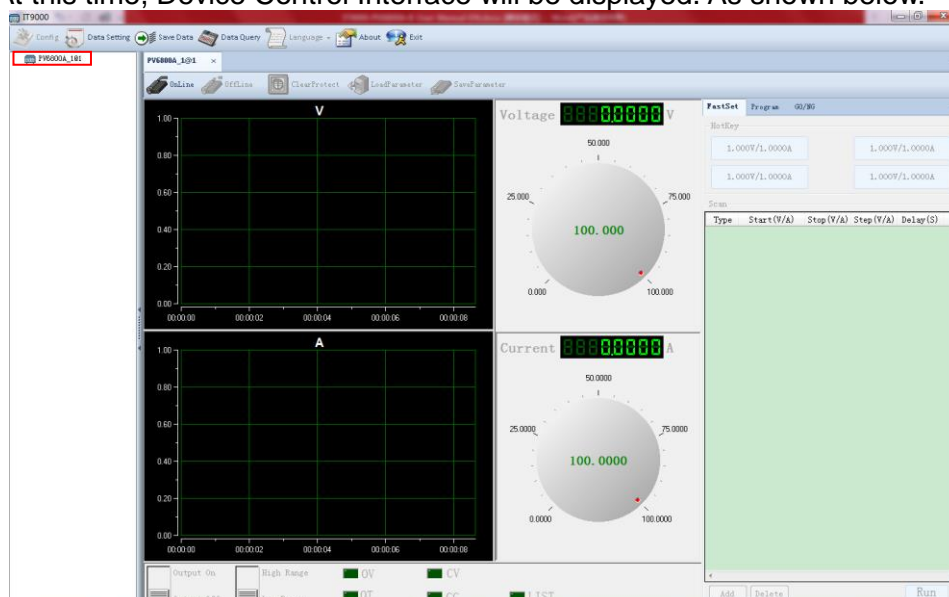 t this time, Device Control Interface will be displayed. As shown below.
IT9000
Config Data Setting Save Data Data Query Language About Exit
PV6800A_1@1
PV6800A_1@1 ×
OnLine OffLine ClearProtect LoadParameter SaveParameter
V
1.00
0.80
0.60
0.40
0.20
0.00
00:00:00 00:00:02 00:00:04 00:00:06 00:00:08
Voltage 0.0000 V
50.000
25.000 75.000
100.000
0.000 100.000
A
1.00
0.80
0.60
0.40
0.20
0.00
00:00:00 00:00:02 00:00:04 00:00:06 00:00:08
Current 0.0000 A
50.0000
25.0000 75.0000
100.0000
0.0000 100.0000
FastSet Program GO/NG
HotKey
1.000V/1.0000A 1.000V/1.0000A
1.000V/1.0000A 1.000V/1.0000A
Scan
Type Start(V/A) Stop(V/A) Step(V/A) Delay(S)
Output On High Range OV CV
OT CC LIST
Add Delete Run